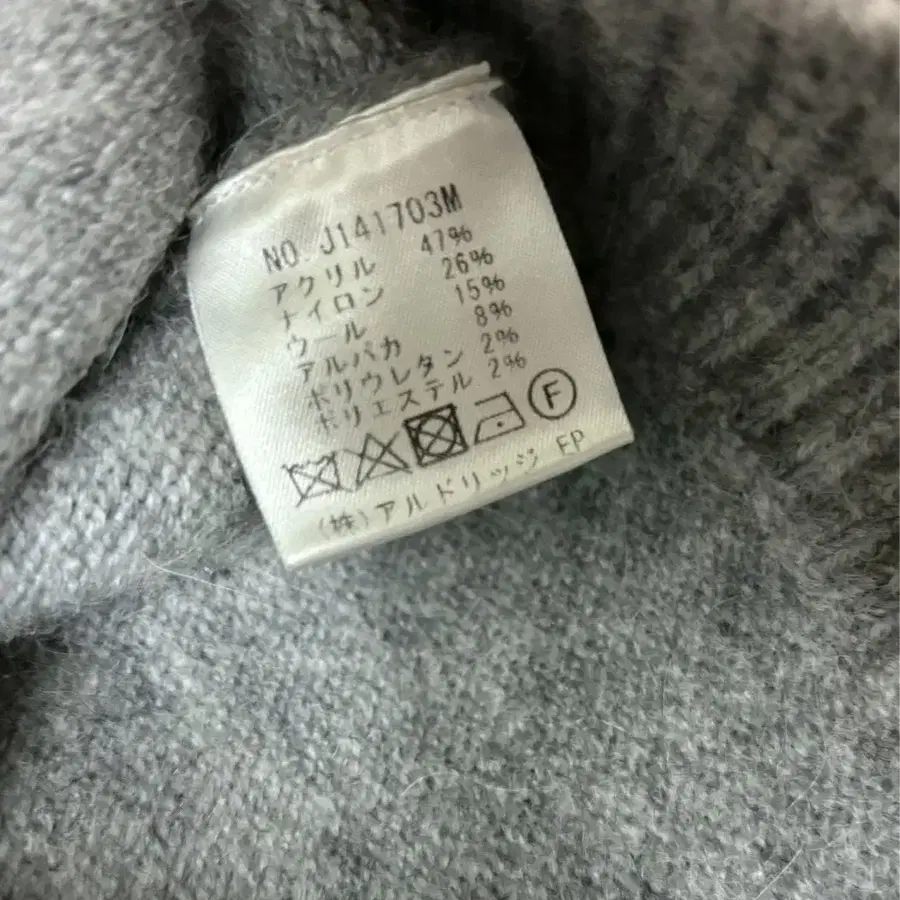 NO. J141703M
アクリル 47%
ナイロン 26%
ウール 15%
アルパカ 8%
ポリウレタン 2%
ポリエステル 2%
F
(株)アルドリッジ FP